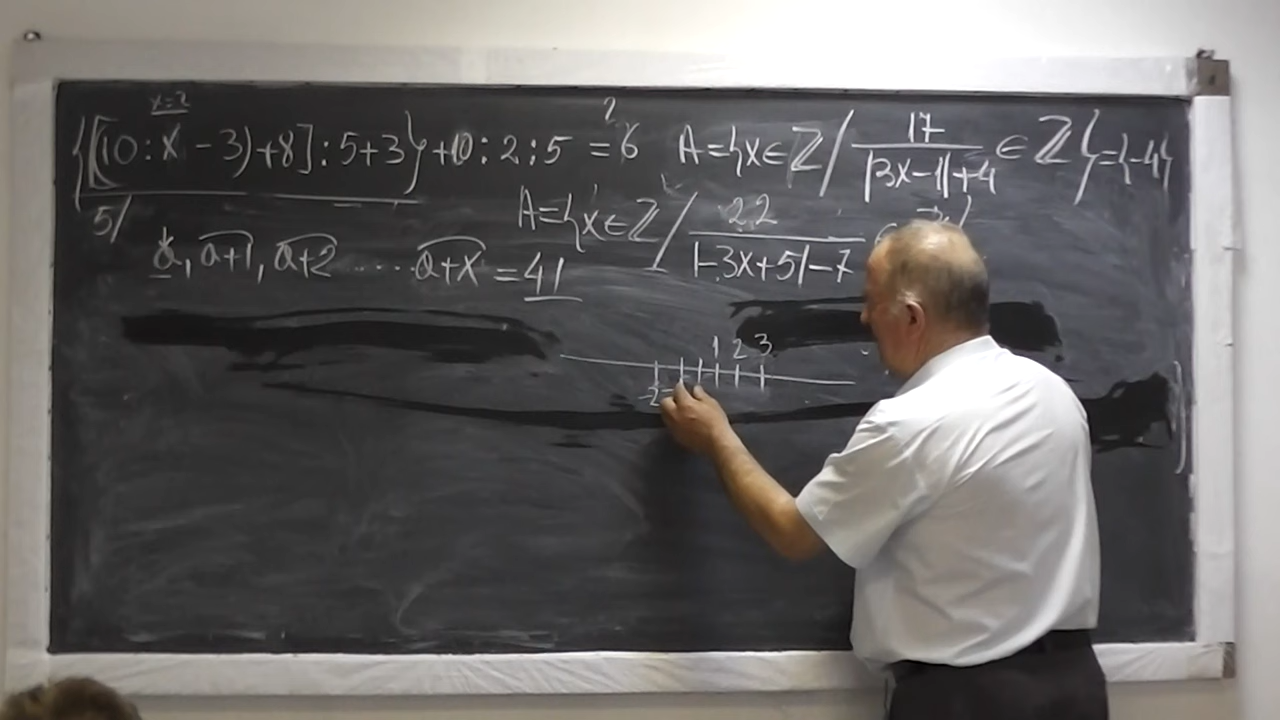 x=2
{[(10:x-3)+8]:5+3}+10:2:5=6
?
A={x∈ℤ/ 17/(|3x-1|+4) ∈ℤ}={-4}
5/
A={x∈ℤ/ 22/(|-3x+5|-7)
a, a+1, a+2 ..... a+x = 41
1 2 3
-2